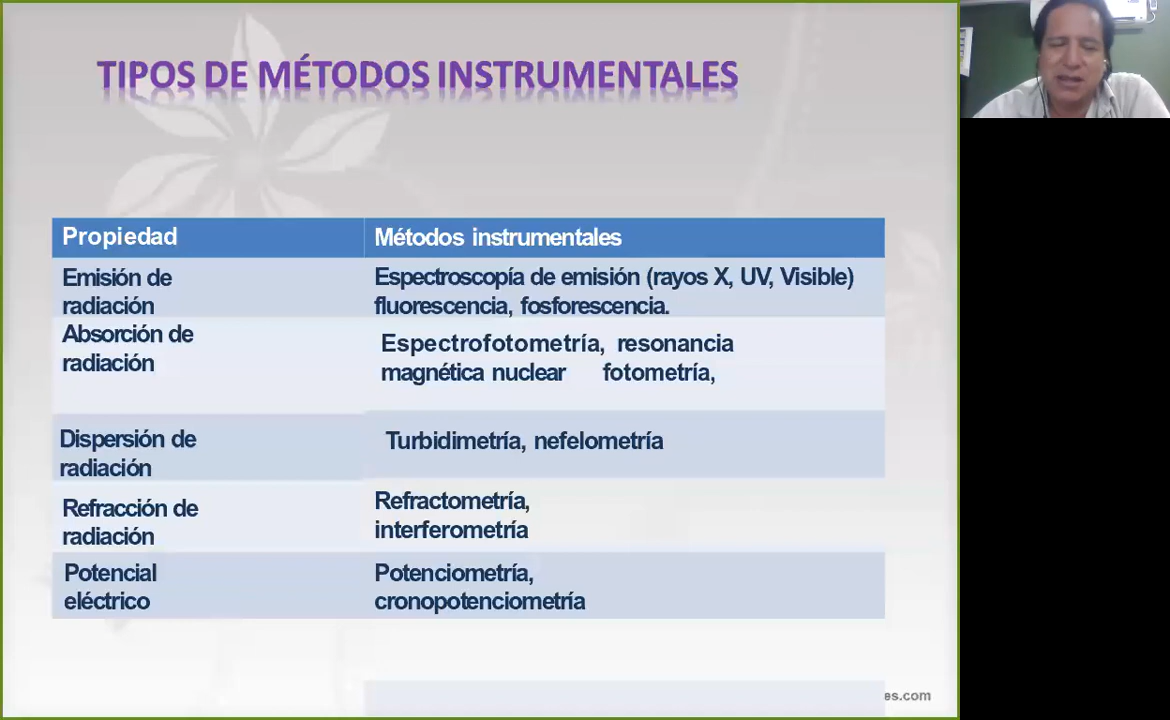 TIPOS DE MÉTODOS INSTRUMENTALES
Propiedad
Métodos instrumentales
Emisión de
radiación
Espectroscopía de emisión (rayos X, UV, Visible)
fluorescencia, fosforescencia.
Absorción de
radiación
Espectrofotometría, resonancia
magnética nuclear fotometría,
Dispersión de
radiación
Turbidimetría, nefelometría
Refracción de
radiación
Refractometría,
interferometría
Potencial
eléctrico
Potenciometría,
cronopotenciometría
es.com